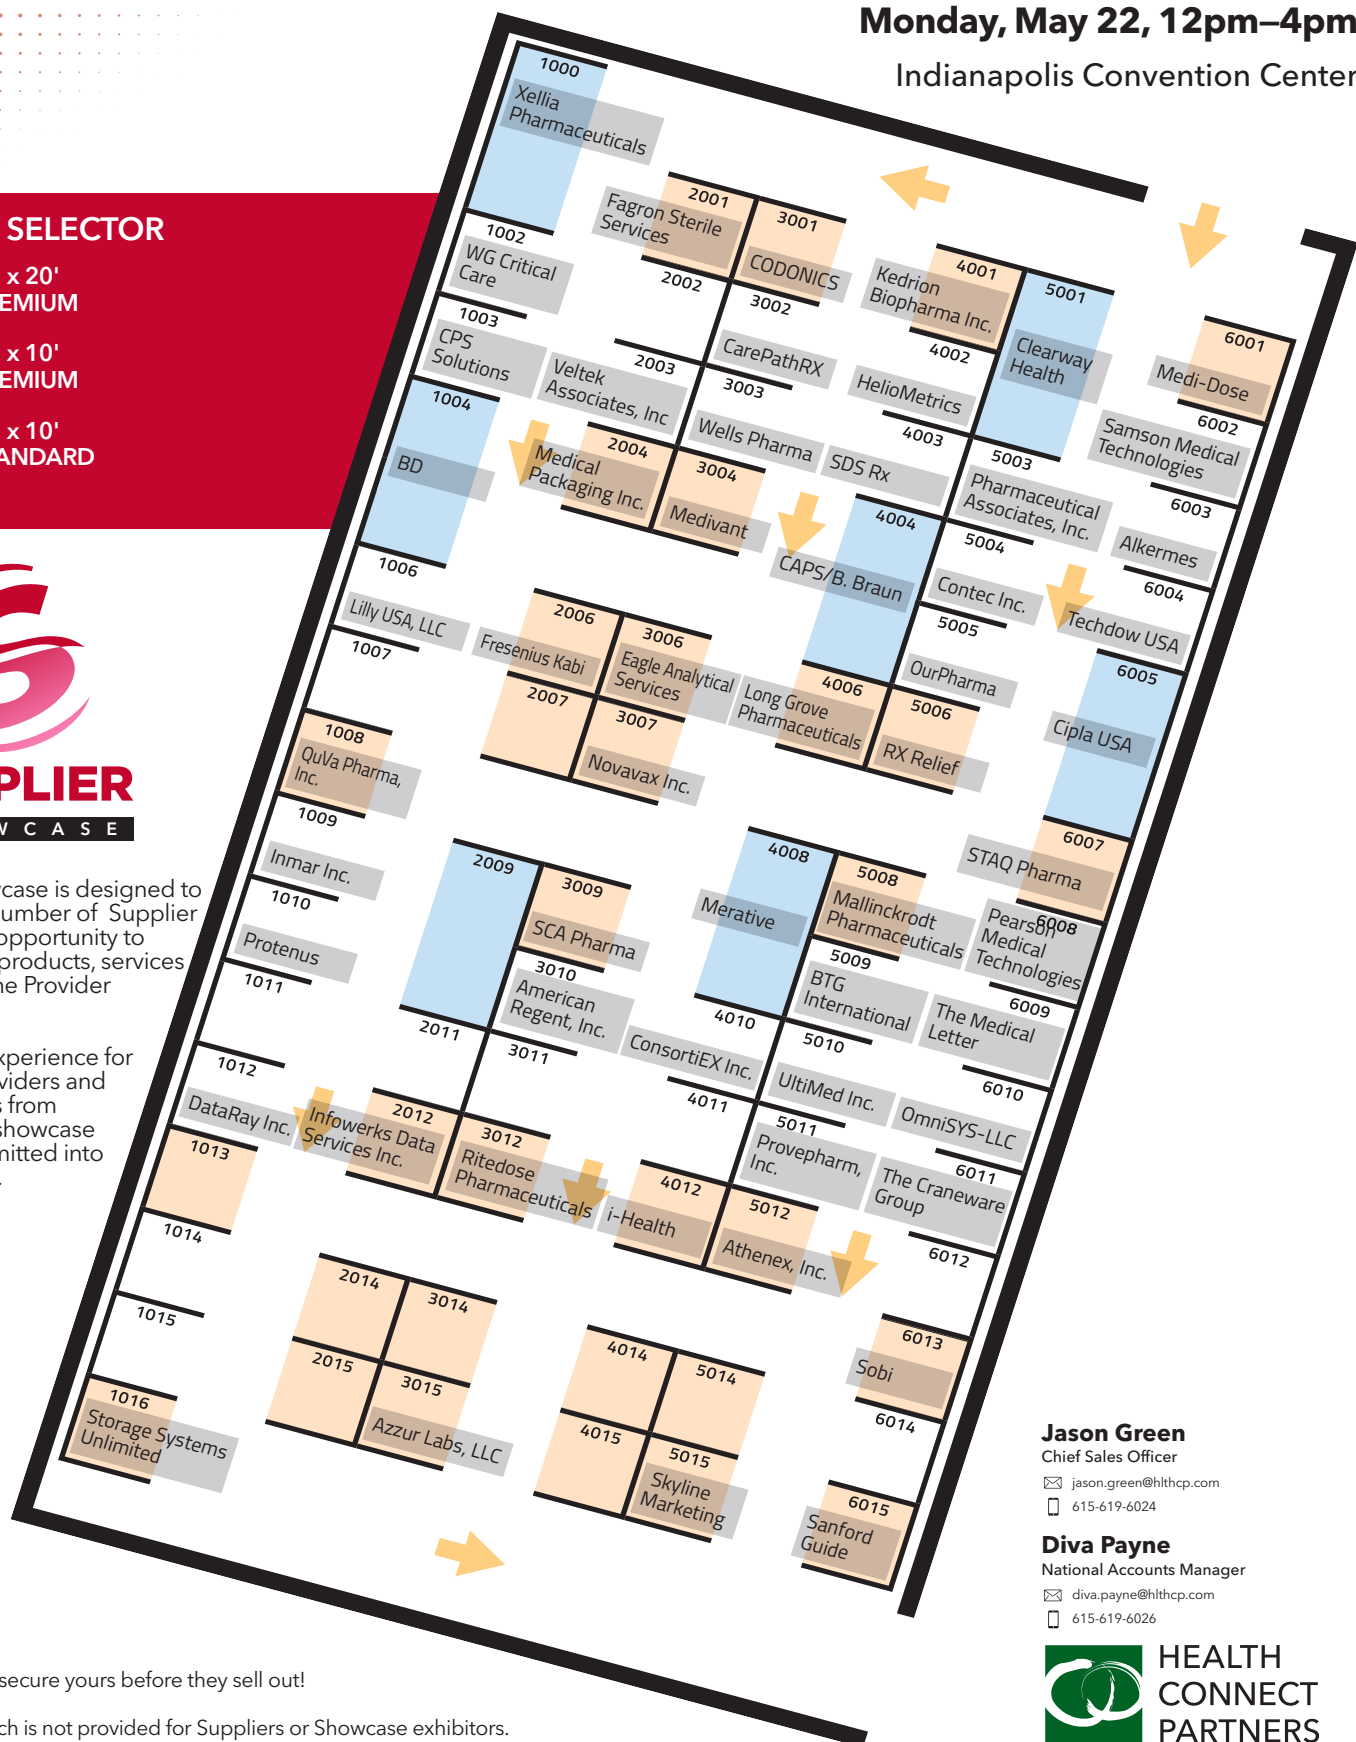 Monday, May 22, 12pm–4pm
Indianapolis Convention Center
SELECTOR
x 20'
EMIUM
x 10'
EMIUM
x 10'
ANDARD
PPLIER
W C A S E
wcase is designed to
umber of Supplier
opportunity to
products, services
ne Provider
xperience for
viders and
s from
showcase
mitted into
.
1000
Xellia
Pharmaceuticals
1002
WG Critical
Care
1003
CPS
Solutions
1004
BD
1006
Lilly USA, LLC
1007
1008
QuVa Pharma,
Inc.
1009
Inmar Inc.
1010
Protenus
1011
1012
DataRay Inc.
1013
1014
1015
1016
Storage Systems
Unlimited
2001
Fagron Sterile
Services
2002
2003
Veltek
Associates, Inc
2004
Medical
Packaging Inc.
2006
Fresenius Kabi
2007
2009
2011
2012
Infowerks Data
Services Inc.
2014
2015
3001
CODONICS
3002
CarePathRX
3003
Wells Pharma
3004
Medivant
3006
Eagle Analytical
Services
3007
Novavax Inc.
3009
SCA Pharma
3010
American
Regent, Inc.
3011
3012
Ritedose
Pharmaceuticals
3014
3015
Azzur Labs, LLC
4001
Kedrion
Biopharma Inc.
4002
HelioMetrics
4003
SDS Rx
4004
CAPS/B. Braun
4006
Long Grove
Pharmaceuticals
4008
Merative
4010
ConsortiEX Inc.
4011
4012
i-Health
4014
4015
5001
Clearway
Health
5003
Pharmaceutical
Associates, Inc.
5004
Contec Inc.
5005
OurPharma
5006
RX Relief
5008
Mallinckrodt
Pharmaceuticals
5009
BTG
International
5010
UltiMed Inc.
5011
Provepharm,
Inc.
5012
Athenex, Inc.
5014
5015
Skyline
Marketing
6001
Medi-Dose
6002
Samson Medical
Technologies
6003
Alkermes
6004
Techdow USA
6005
Cipla USA
6007
STAQ Pharma
6008
Pearson
Medical
Technologies
6009
The Medical
Letter
6010
OmniSYS-LLC
6011
The Craneware
Group
6012
6013
Sobi
6014
6015
Sanford
Guide
Jason Green
Chief Sales Officer
jason.green@hlthcp.com
615-619-6024
Diva Payne
National Accounts Manager
diva.payne@hlthcp.com
615-619-6026
HEALTH
CONNECT
PARTNERS
secure yours before they sell out!
ch is not provided for Suppliers or Showcase exhibitors.